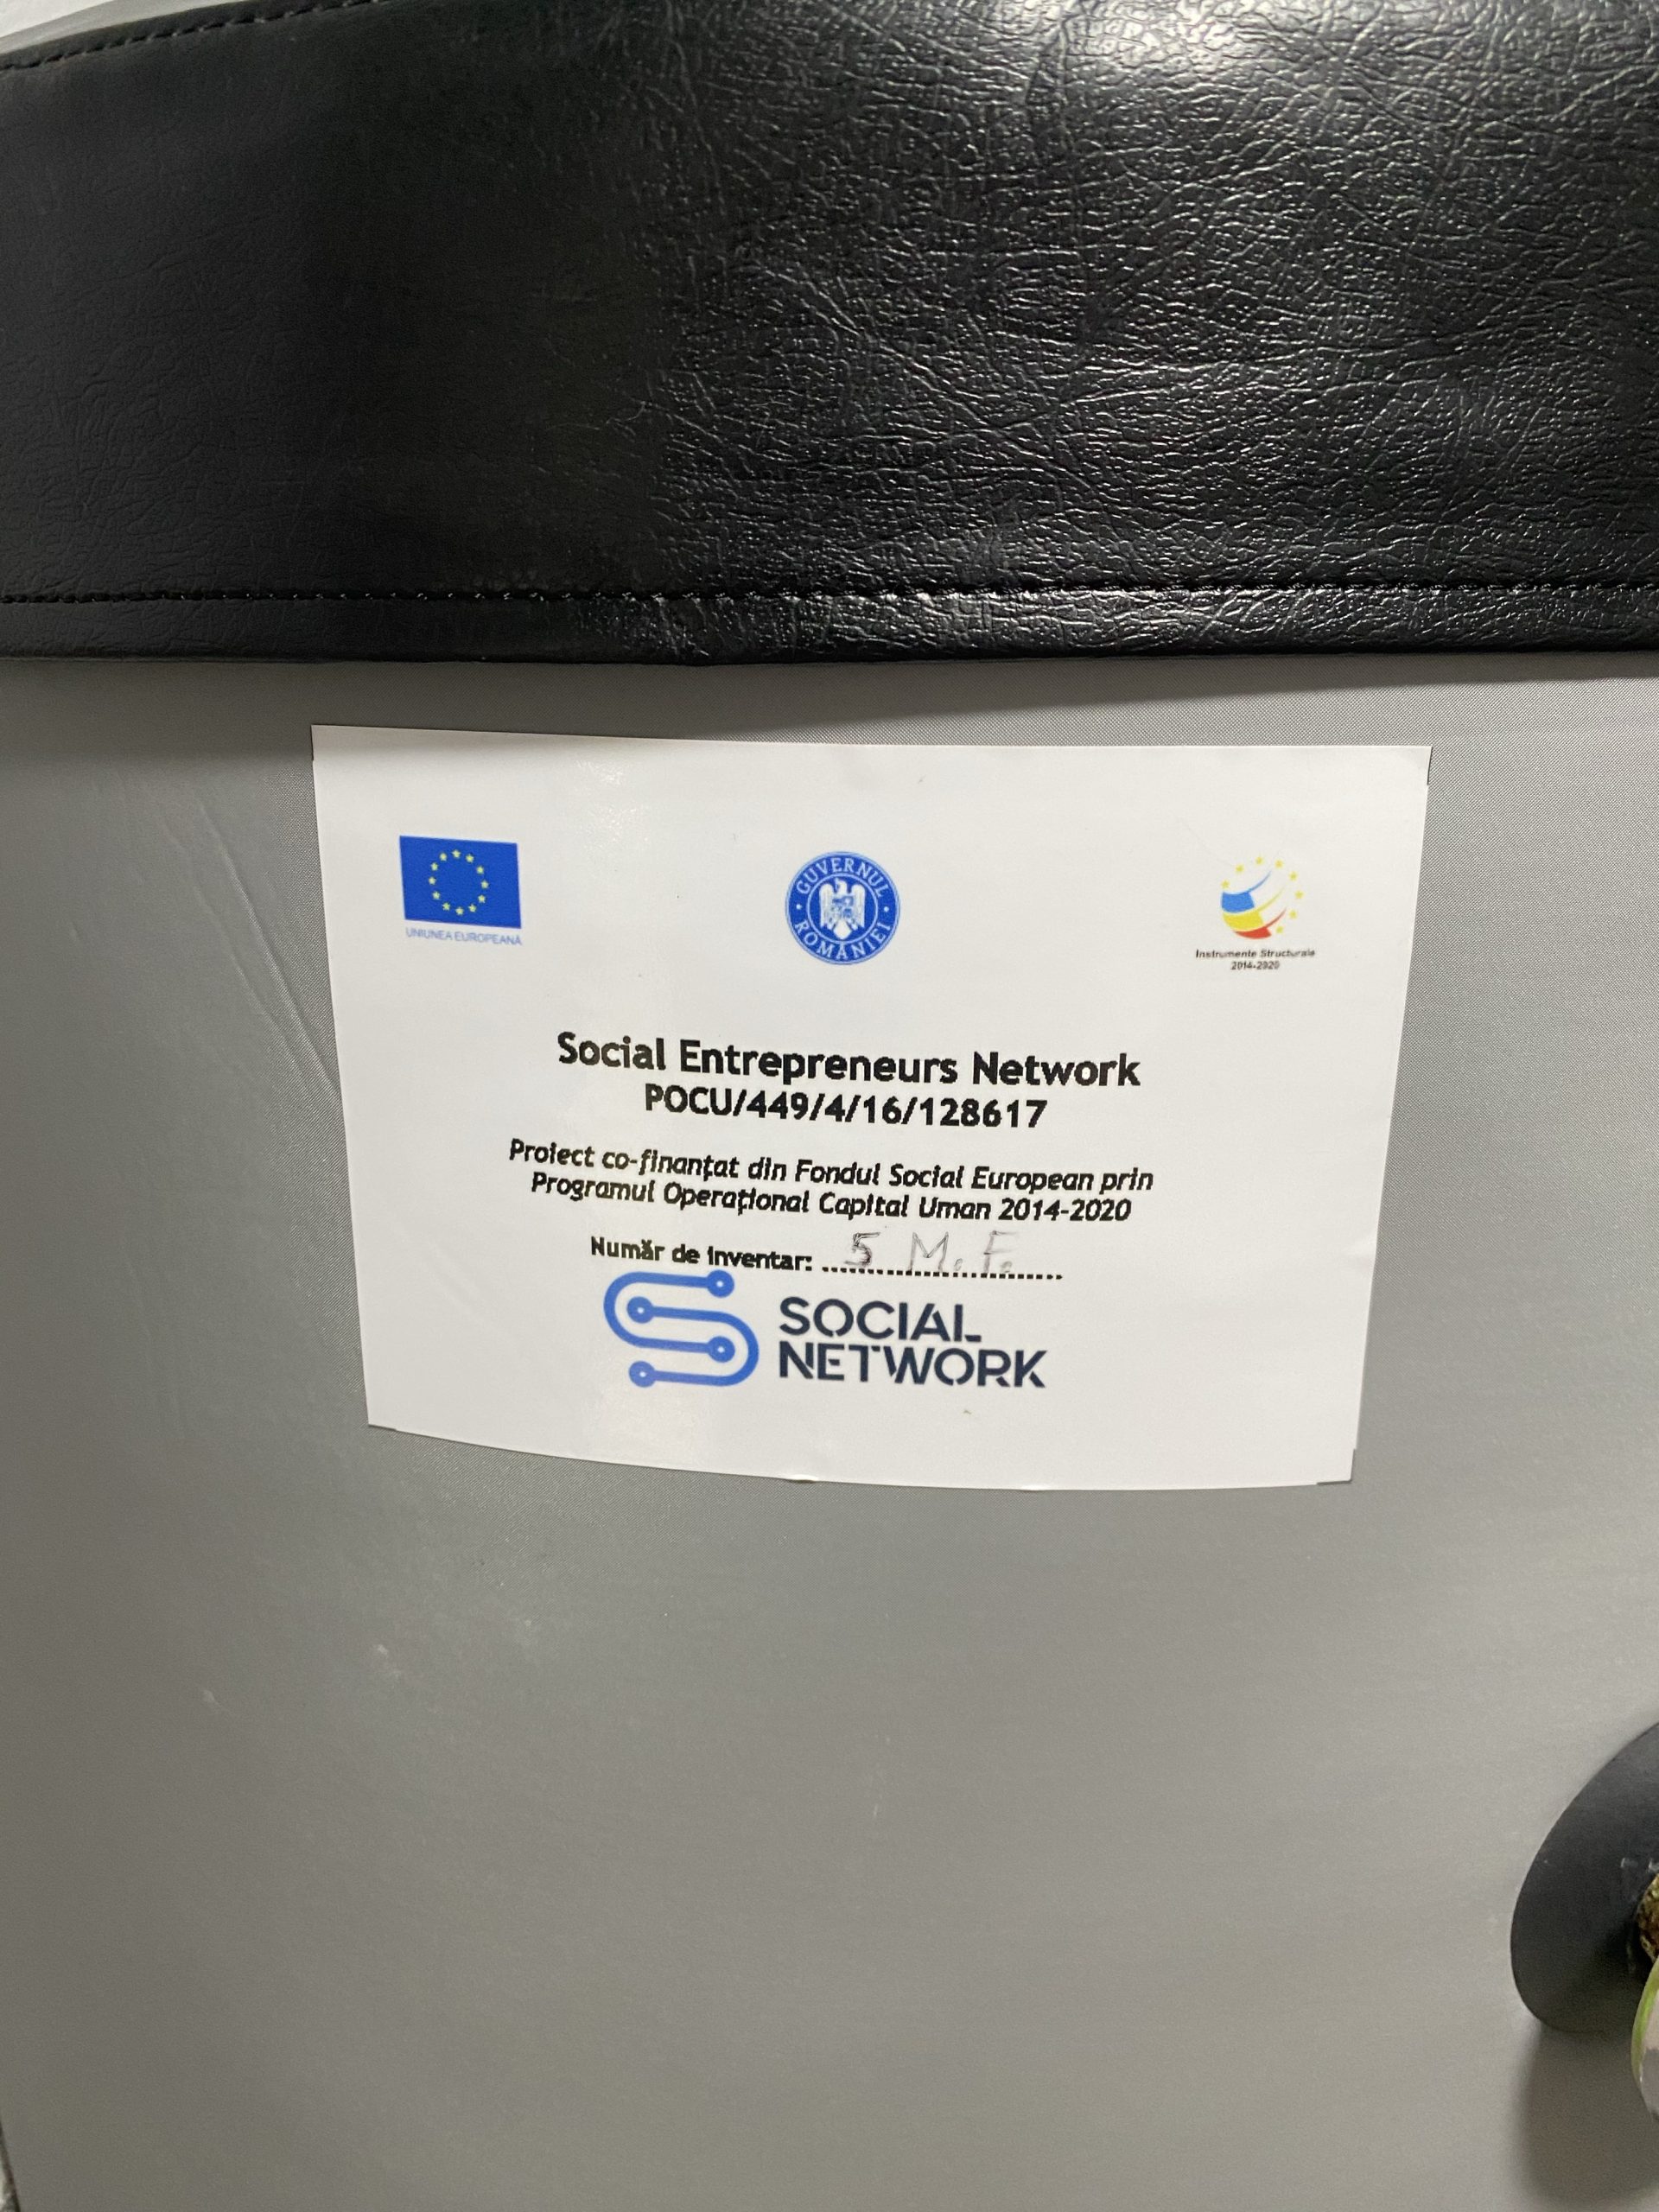 UNIUNEA EUROPEANĂ
GUVERNUL ROMÂNIEI
Instrumente Structurale
2014-2020
Social Entrepreneurs Network
POCU/449/4/16/128617
Proiect co-finanțat din Fondul Social European prin
Programul Operațional Capital Uman 2014-2020
Număr de inventar: 5 M.F.
SOCIAL
NETWORK